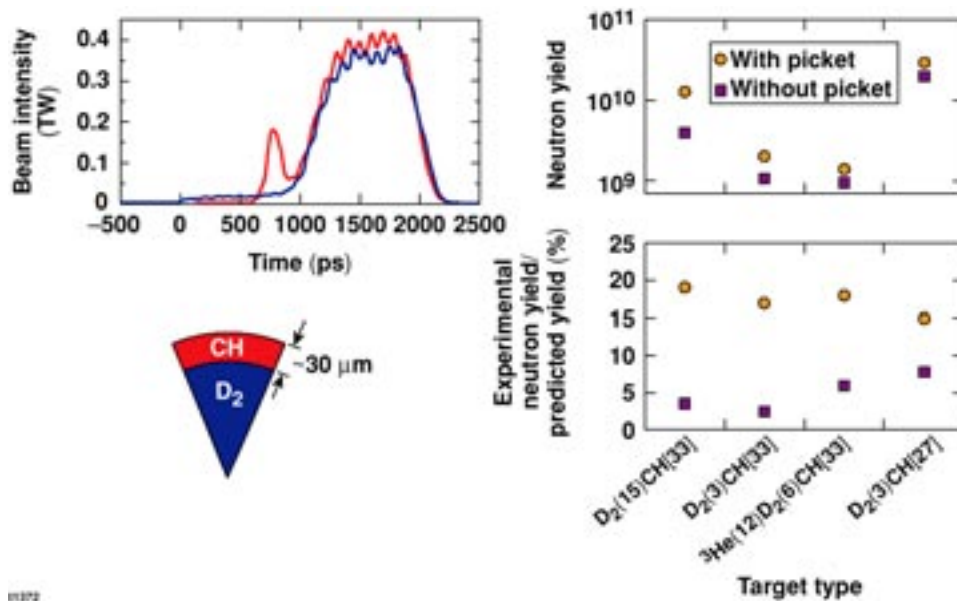 Beam intensity
(TW)
0.4
0.3
0.2
0.1
0
–500
0
500
1000
1500
2000
2500
Time (ps)
CH
D₂
~30 μm
Neutron yield
10¹¹
10¹⁰
10⁹
With picket
Without picket
Experimental
neutron yield/
predicted yield (%)
25
20
15
10
5
0
D₂(15)CH[33]
D₂(3)CH[33]
³He(12)D₂(6)CH[33]
D₂(3)CH[27]
Target type